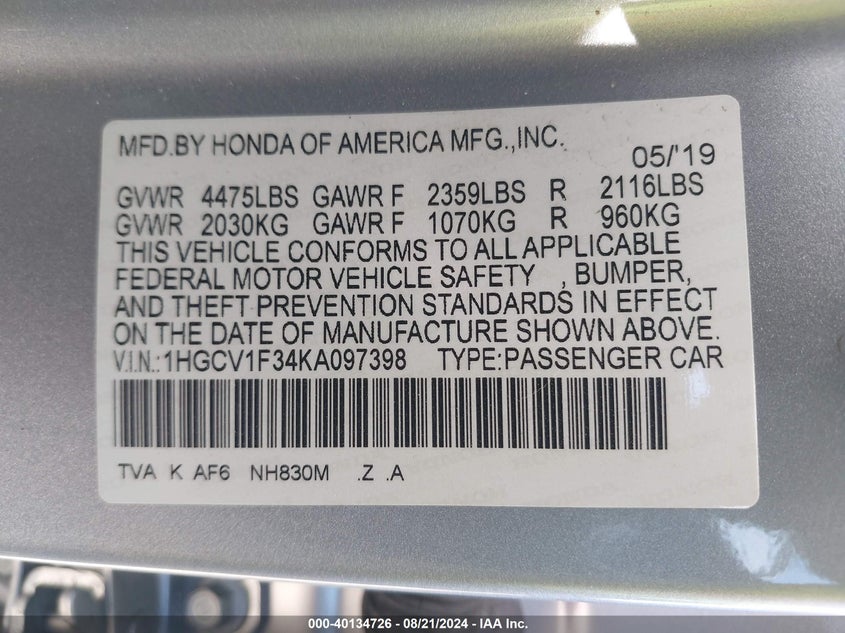 MFD.BY HONDA OF AMERICA MFG.,INC.
05/'19
GVWR 4475LBS GAWR F 2359LBS R 2116LBS
GVWR 2030KG GAWR F 1070KG R 960KG
THIS VEHICLE CONFORMS TO ALL APPLICABLE
FEDERAL MOTOR VEHICLE SAFETY , BUMPER,
AND THEFT PREVENTION STANDARDS IN EFFECT
ON THE DATE OF MANUFACTURE SHOWN ABOVE.
V.I.N.:1HGCV1F34KA097398 TYPE:PASSENGER CAR
TVA K AF6 NH830M .Z .A
000-40134726 - 08/21/2024 - IAA Inc.